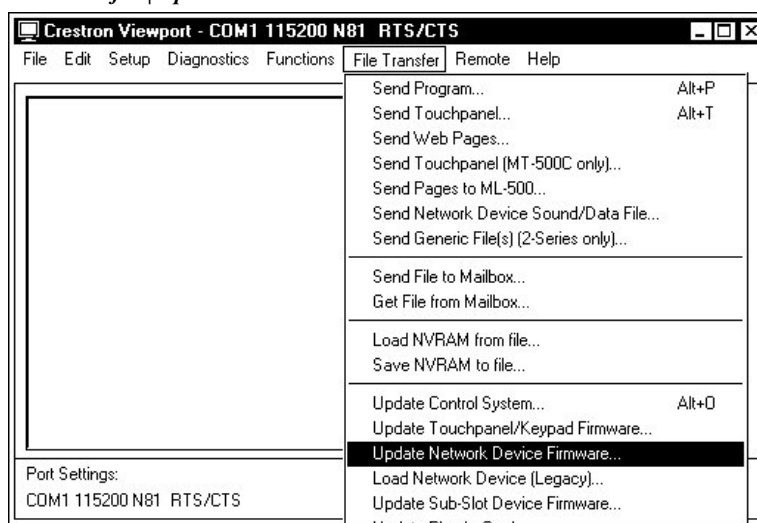 Crestron Viewport - COM1 115200 N81 RTS/CTS
File Edit Setup Diagnostics Functions File Transfer Remote Help
Send Program... Alt+P
Send Touchpanel... Alt+T
Send Web Pages...
Send Touchpanel (MT-500C only)...
Send Pages to ML-500...
Send Network Device Sound/Data File...
Send Generic File(s) (2-Series only)...
Send File to Mailbox...
Get File from Mailbox...
Load NVRAM from file...
Save NVRAM to file...
Update Control System... Alt+O
Update Touchpanel/Keypad Firmware...
Update Network Device Firmware...
Load Network Device (Legacy)...
Update Sub-Slot Device Firmware...
Port Settings:
COM1 115200 N81 RTS/CTS